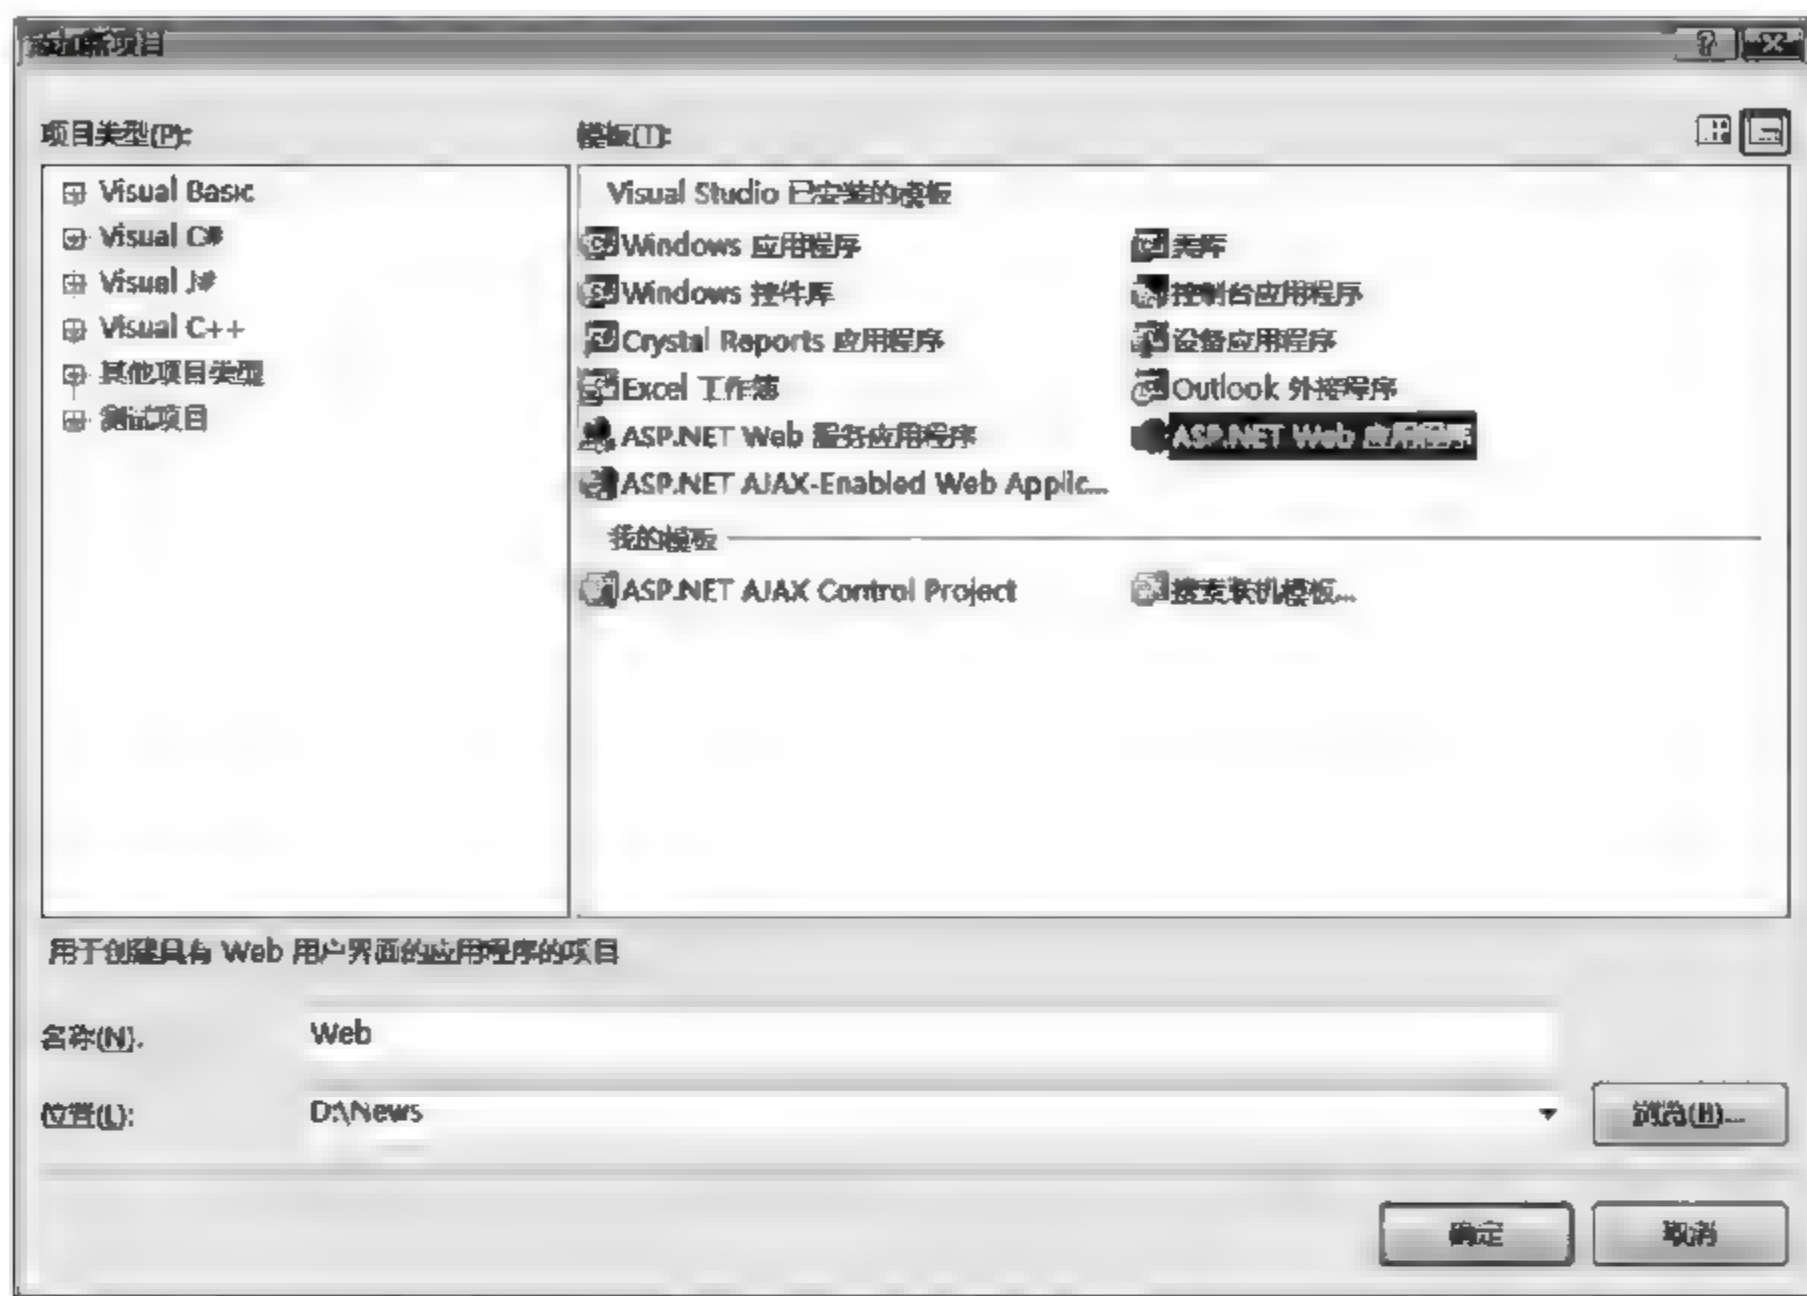 添加新项目
项目类型(P):
模板(T):
Visual Basic
Visual C#
Visual J#
Visual C++
其他项目类型
测试项目
Visual Studio 已安装的模板
Windows 应用程序
类库
Windows 控件库
控制台应用程序
Crystal Reports 应用程序
设备应用程序
Excel 工作簿
Outlook 外接程序
ASP.NET Web 服务应用程序
ASP.NET Web 应用程序
ASP.NET AJAX-Enabled Web Applic...
我的模板
ASP.NET AJAX Control Project
搜索联机模板...
用于创建具有 Web 用户界面的应用程序的项目
名称(N):
Web
位置(L):
D:\News
浏览(B)...
确定
取消